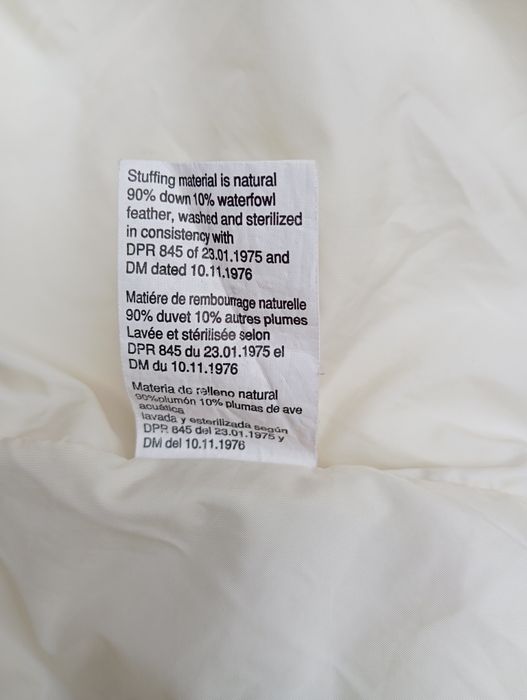 Stuffing material is natural
90% down 10% waterfowl
feather, washed and sterilized
in consistency with
DPR 845 of 23.01.1975 and
DM dated 10.11.1976
Matiére de rembourrage naturelle
90% duvet 10% autres plumes
Lavée et stérilisée selon
DPR 845 du 23.01.1975 el
DM du 10.11.1976
Materia do relleno natural
90%plumón 10% plumas de ave
acuática
lavada y esterilizada según
DPR 845 del 23.01.1975 y
DM del 10.11.1976